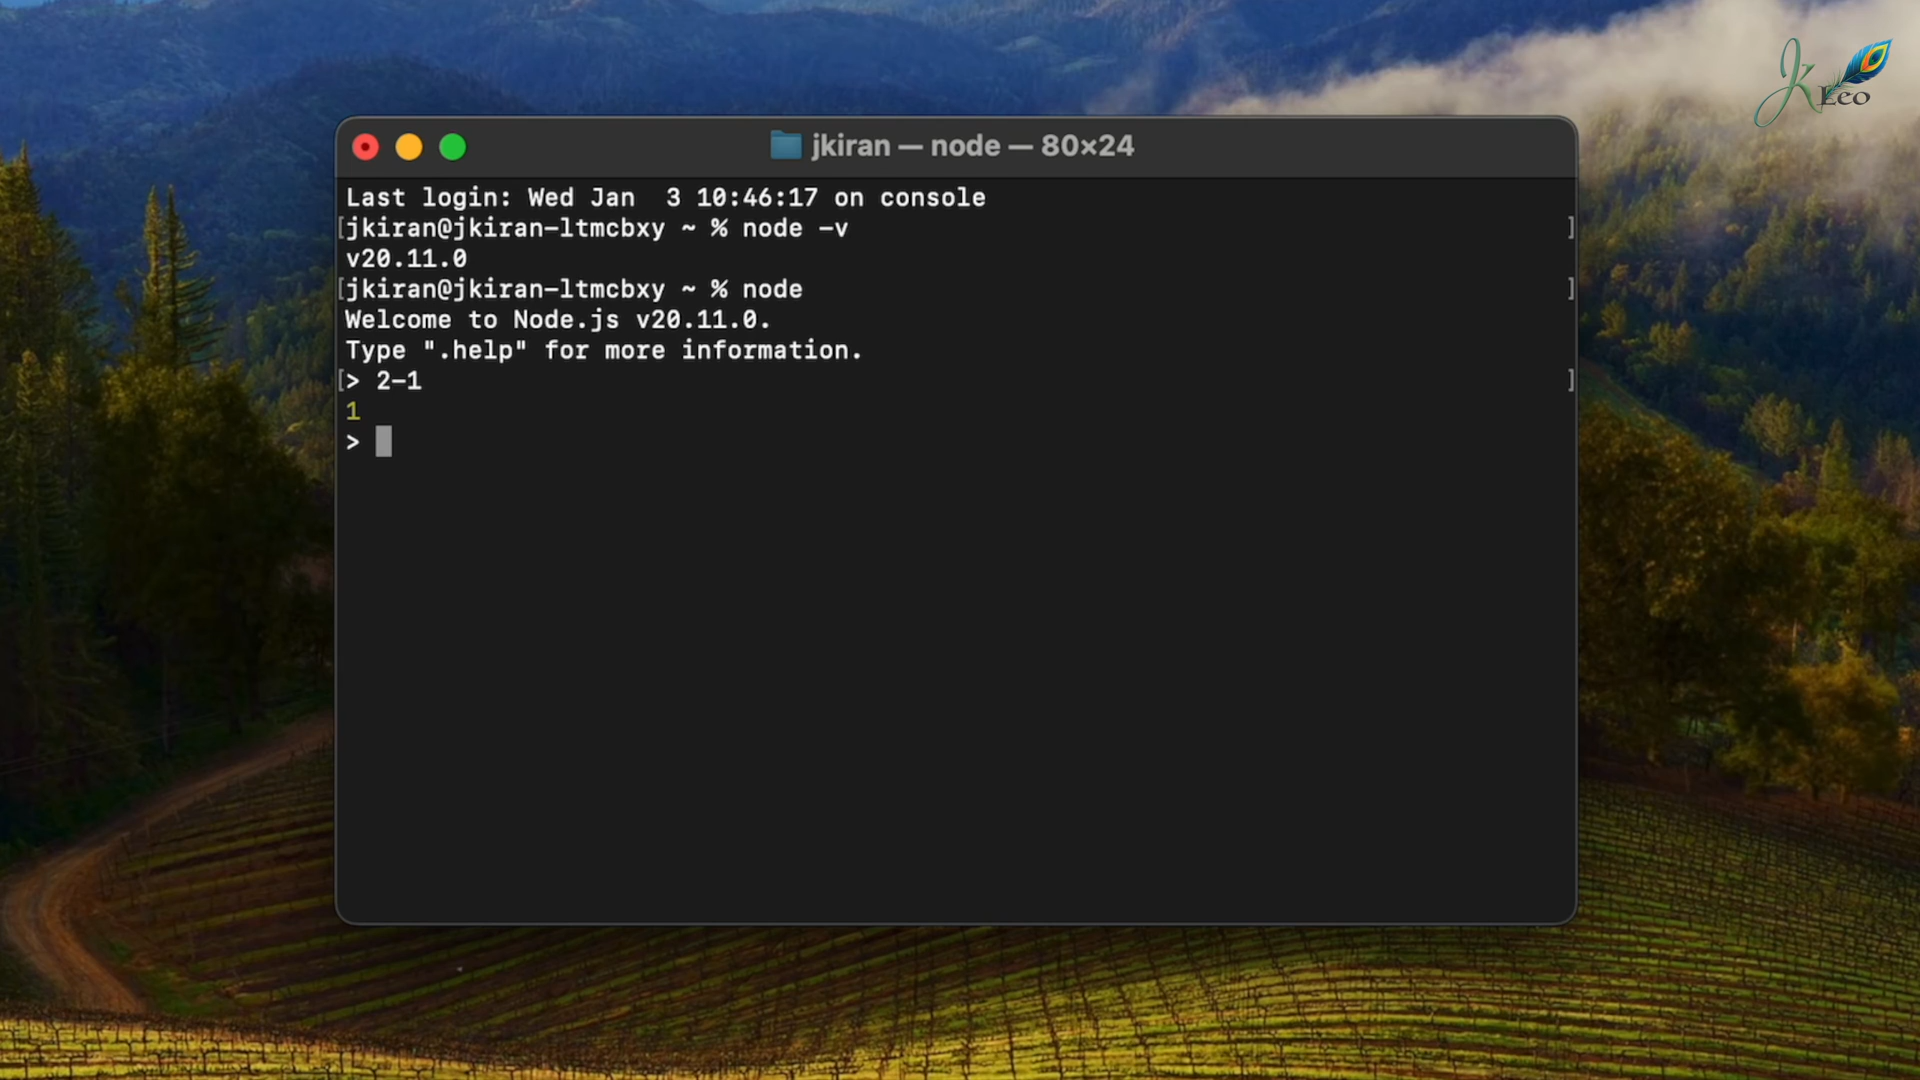 JK Leo
jkiran — node — 80×24
Last login: Wed Jan  3 10:46:17 on console
[jkiran@jkiran-ltmcbxy ~ % node -v ]
v20.11.0
[jkiran@jkiran-ltmcbxy ~ % node ]
Welcome to Node.js v20.11.0.
Type ".help" for more information.
[> 2-1 ]
1
>